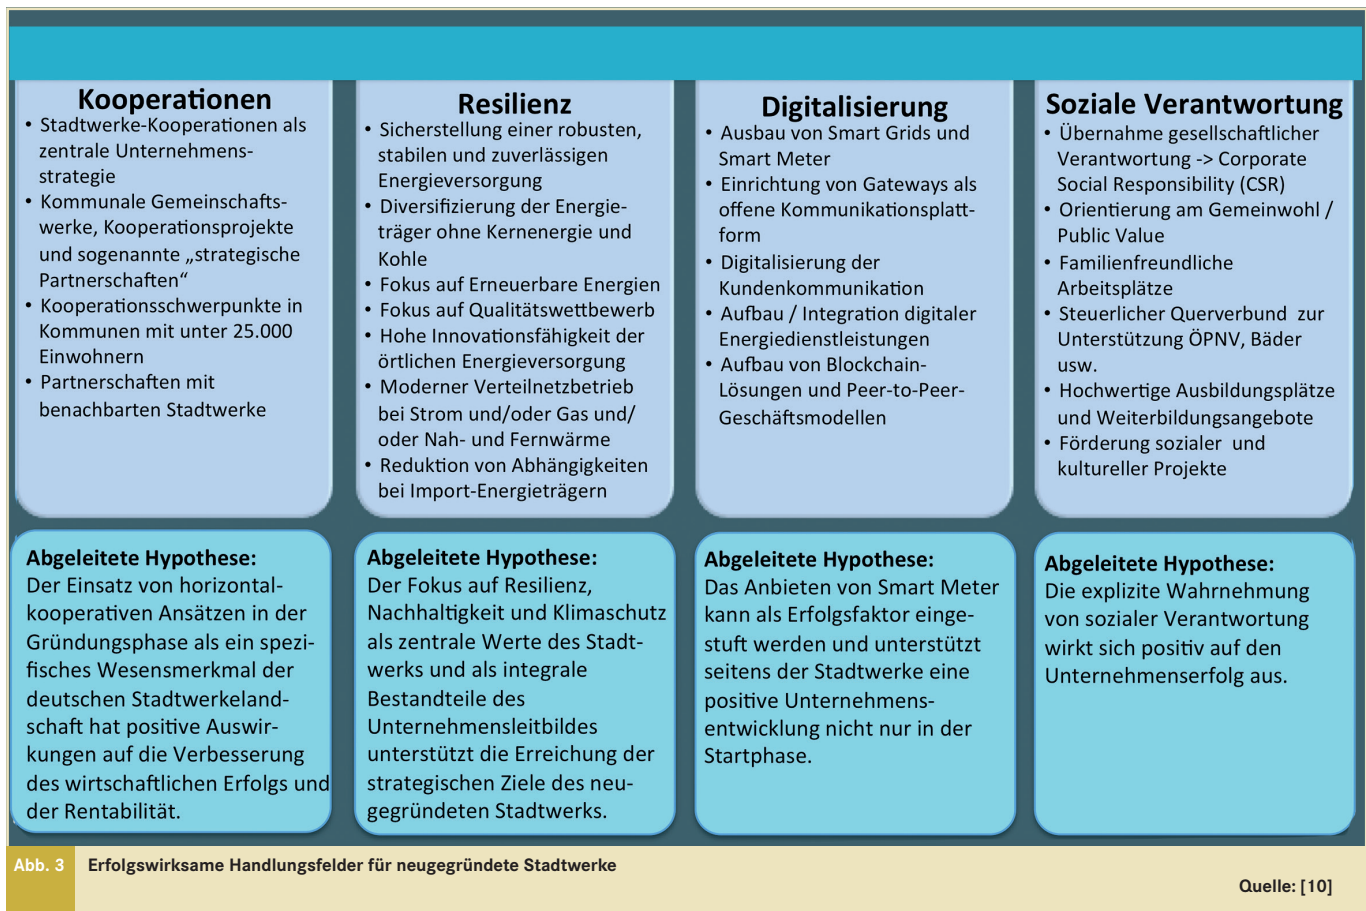 Kooperationen
• Stadtwerke-Kooperationen als
zentrale Unternehmens-
strategie
• Kommunale Gemeinschafts-
werke, Kooperationsprojekte
und sogenannte „strategische
Partnerschaften“
• Kooperationsschwerpunkte in
Kommunen mit unter 25.000
Einwohnern
• Partnerschaften mit
benachbarten Stadtwerke
Resilienz
• Sicherstellung einer robusten,
stabilen und zuverlässigen
Energieversorgung
• Diversifizierung der Energie-
träger ohne Kernenergie und
Kohle
• Fokus auf Erneuerbare Energien
• Fokus auf Qualitätswettbewerb
• Hohe Innovationsfähigkeit der
örtlichen Energieversorgung
• Moderner Verteilnetzbetrieb
bei Strom und/oder Gas und/
oder Nah- und Fernwärme
• Reduktion von Abhängigkeiten
bei Import-Energieträgern
Digitalisierung
• Ausbau von Smart Grids und
Smart Meter
• Einrichtung von Gateways als
offene Kommunikationsplatt-
form
• Digitalisierung der
Kundenkommunikation
• Aufbau / Integration digitaler
Energiedienstleistungen
• Aufbau von Blockchain-
Lösungen und Peer-to-Peer-
Geschäftsmodellen
Soziale Verantwortung
• Übernahme gesellschaftlicher
Verantwortung -> Corporate
Social Responsibility (CSR)
• Orientierung am Gemeinwohl /
Public Value
• Familienfreundliche
Arbeitsplätze
• Steuerlicher Querverbund zur
Unterstützung ÖPNV, Bäder
usw.
• Hochwertige Ausbildungsplätze
und Weiterbildungsangebote
• Förderung sozialer und
kultureller Projekte
Abgeleitete Hypothese:
Der Einsatz von horizontal-
kooperativen Ansätzen in der
Gründungsphase als ein spezi-
fisches Wesensmerkmal der
deutschen Stadtwerkeland-
schaft hat positive Auswir-
kungen auf die Verbesserung
des wirtschaftlichen Erfolgs und
der Rentabilität.
Abgeleitete Hypothese:
Der Fokus auf Resilienz,
Nachhaltigkeit und Klimaschutz
als zentrale Werte des Stadt-
werks und als integrale
Bestandteile des
Unternehmensleitbildes
unterstützt die Erreichung der
strategischen Ziele des neu-
gegründeten Stadtwerks.
Abgeleitete Hypothese:
Das Anbieten von Smart Meter
kann als Erfolgsfaktor einge-
stuft werden und unterstützt
seitens der Stadtwerke eine
positive Unternehmens-
entwicklung nicht nur in der
Startphase.
Abgeleitete Hypothese:
Die explizite Wahrnehmung
von sozialer Verantwortung
wirkt sich positiv auf den
Unternehmenserfolg aus.
Abb. 3 Erfolgswirksame Handlungsfelder für neugegründete Stadtwerke
Quelle: [10]